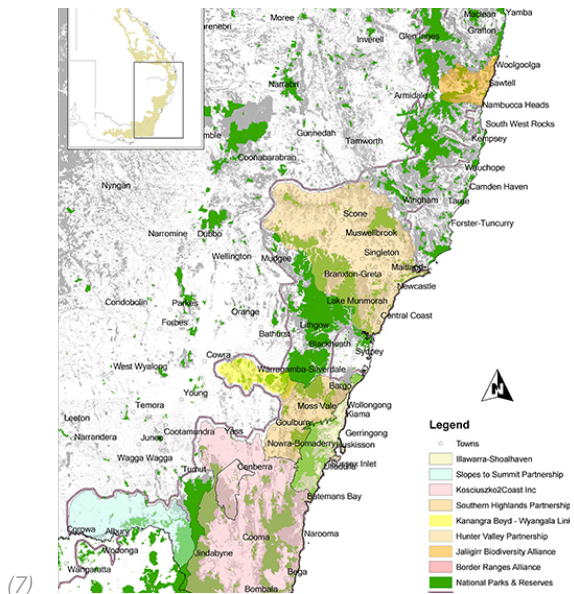 arenebri
Moree
Inverell
Glen Innes
Maclean
Yamba
Grafton
Woolgoolga
Sawtell
Narrabri
Armidale
Nambucca Heads
South West Rocks
Kempsey
mble
Gunnedah
Tamworth
Coonabarabran
Wauchope
Camden Haven
Nyngan
Wingham
Taree
Forster-Tuncurry
Scone
Muswellbrook
Narromine
Dubbo
Wellington
Mudgee
Singleton
Maitland
Branxton-Greta
Newcastle
Condobolin
Parkes
Lake Munmorah
Central Coast
Forbes
Orange
Lithgow
Bathurst
Blackheath
Sydney
Cowra
West Wyalong
Warragamba-Silverdale
Bargo
Young
Temora
Moss Vale
Wollongong
Kiama
Leeton
Cootamundra
Yass
Goulburn
Gerringong
Narrandera
Junee
Nowra-Bomaderry
Huskisson
Wagga Wagga
Sussex Inlet
Tumut
Canberra
Ulladulla
Batemans Bay
Corowa
Albury
Wodonga
Jindabyne
Cooma
Narooma
Wangaratta
Bega
Bombala
N
Legend
Towns
Illawarra-Shoalhaven
Slopes to Summit Partnership
Kosciuszko2Coast Inc
Southern Highlands Partnership
Kanangra Boyd - Wyangala Link
Hunter Valley Partnership
Jaliigirr Biodiversity Alliance
Border Ranges Alliance
National Parks & Reserves
(7)